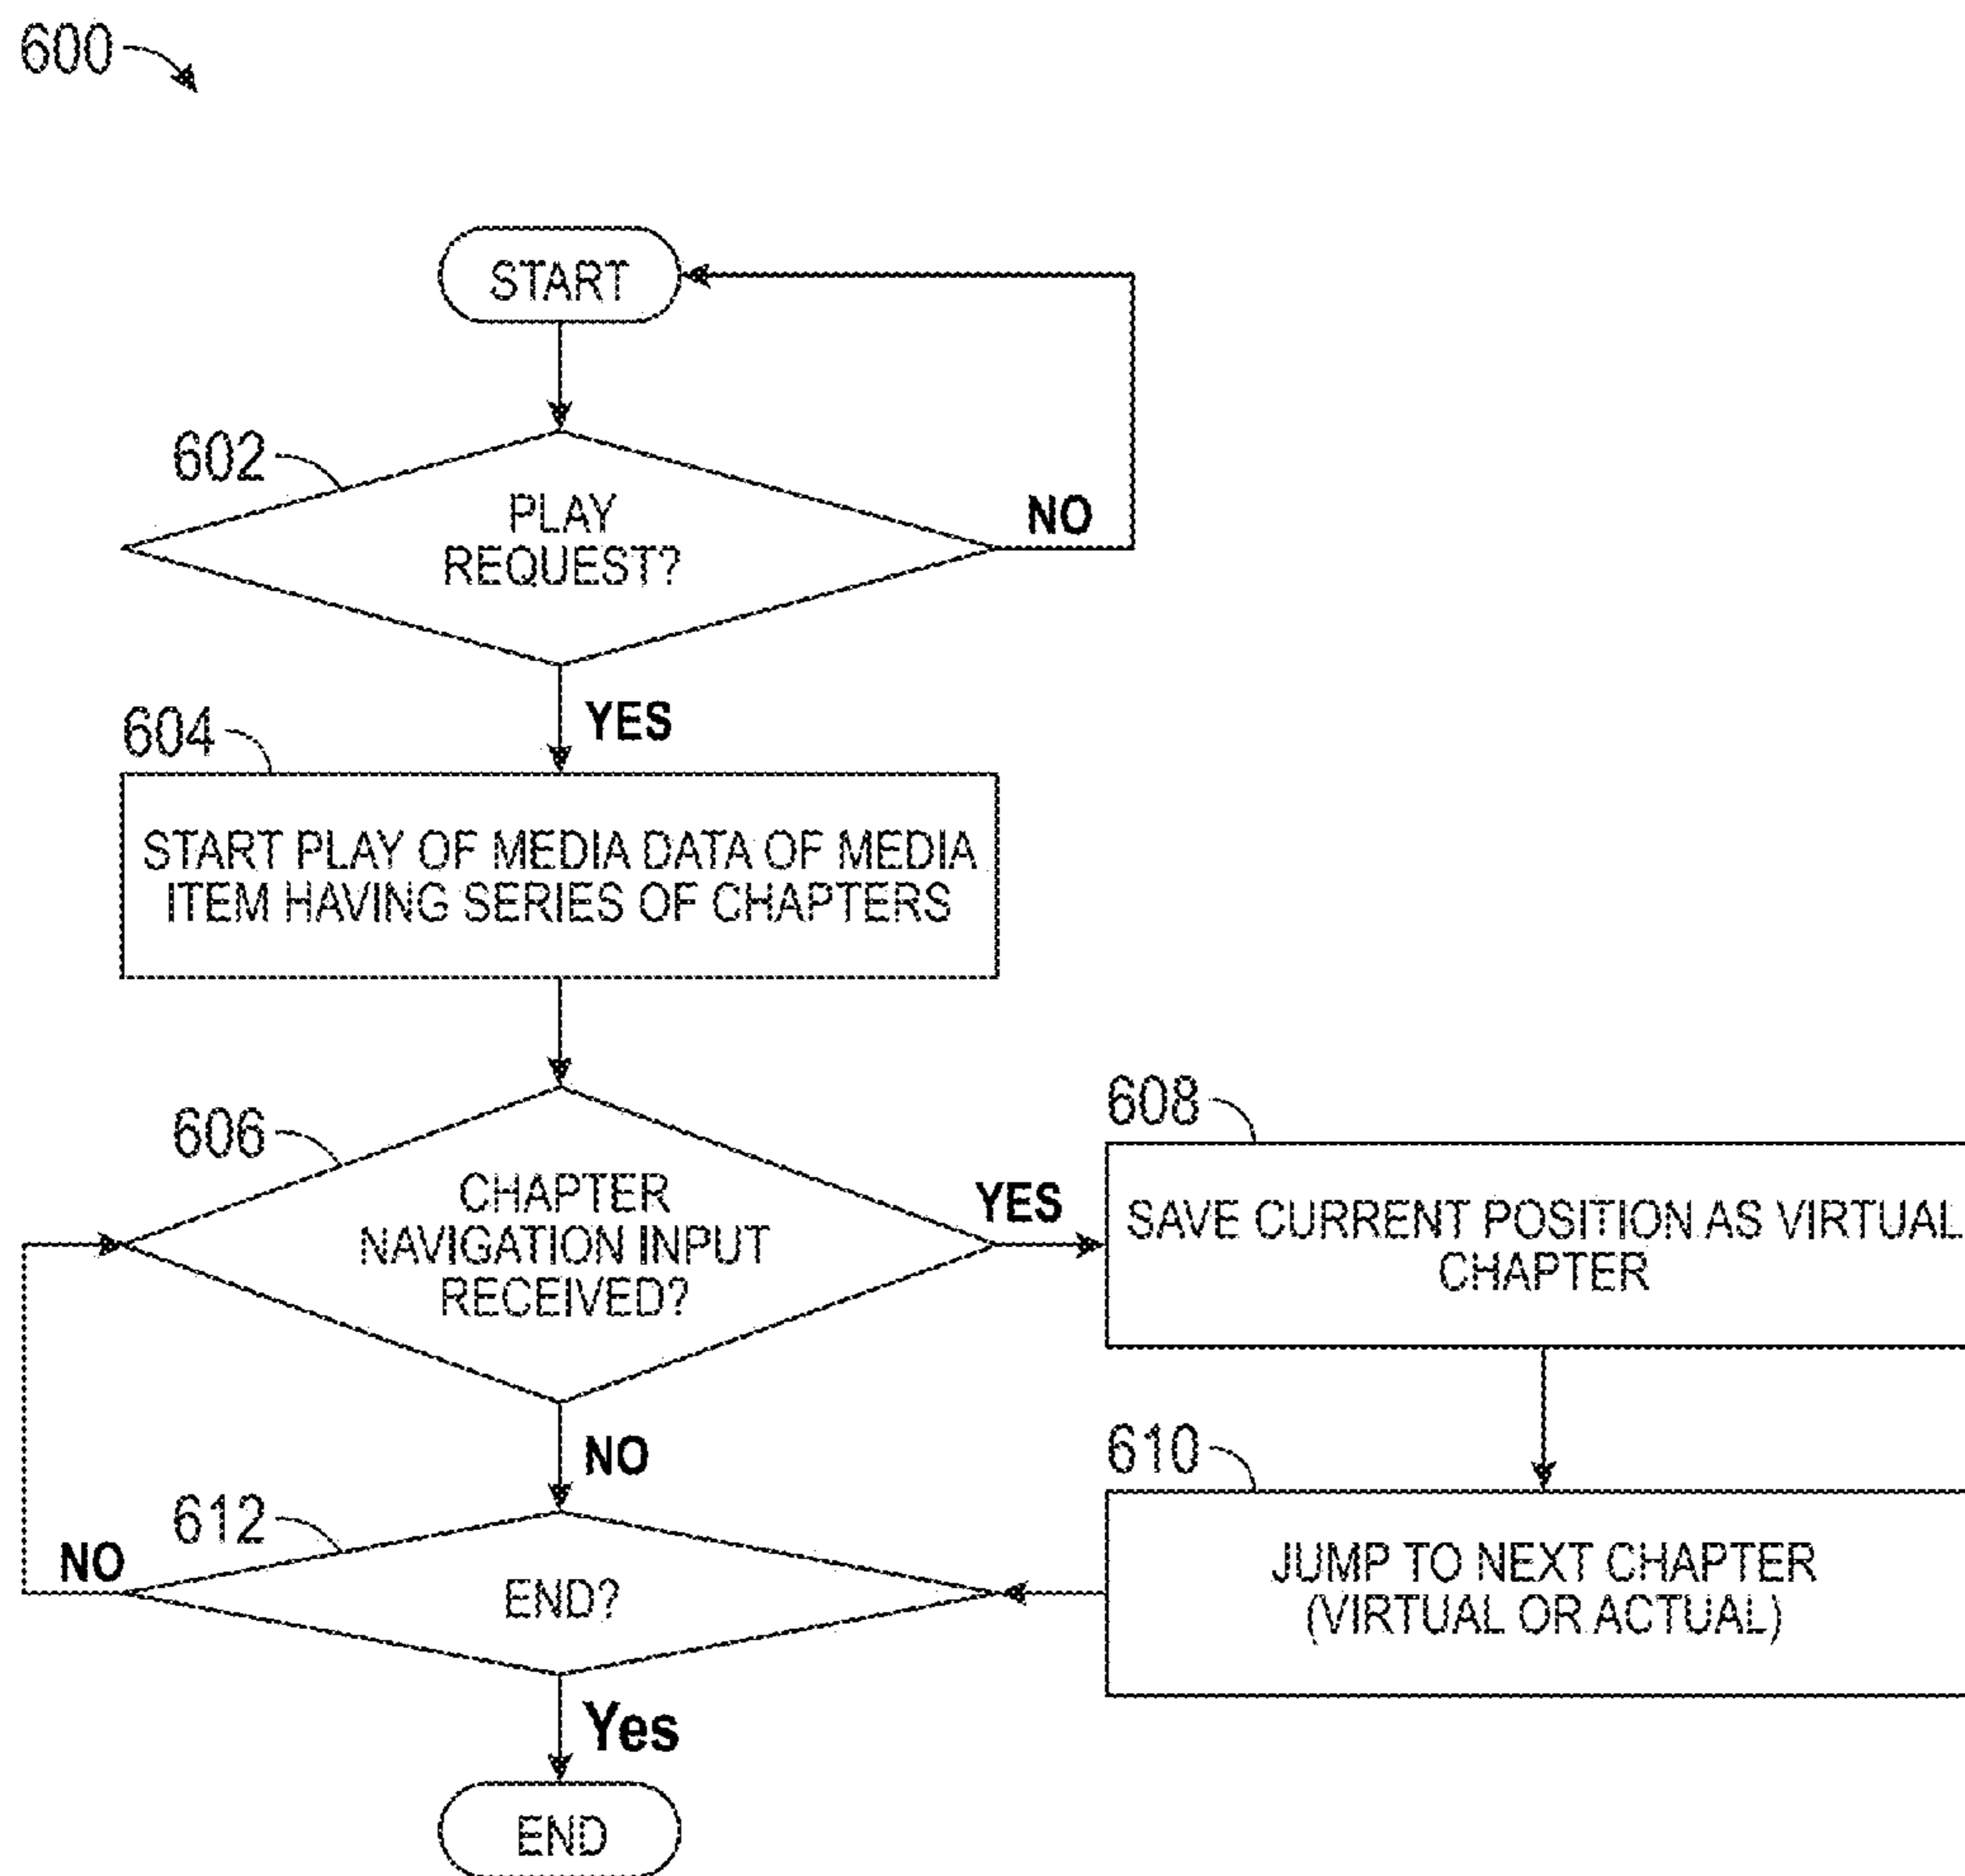 600
START
602
PLAY
REQUEST?
NO
YES
604
START PLAY OF MEDIA DATA OF MEDIA
ITEM HAVING SERIES OF CHAPTERS
606
CHAPTER
NAVIGATION INPUT
RECEIVED?
YES
608
SAVE CURRENT POSITION AS VIRTUAL
CHAPTER
NO
610
JUMP TO NEXT CHAPTER
(VIRTUAL OR ACTUAL)
612
NO
END?
Yes
END